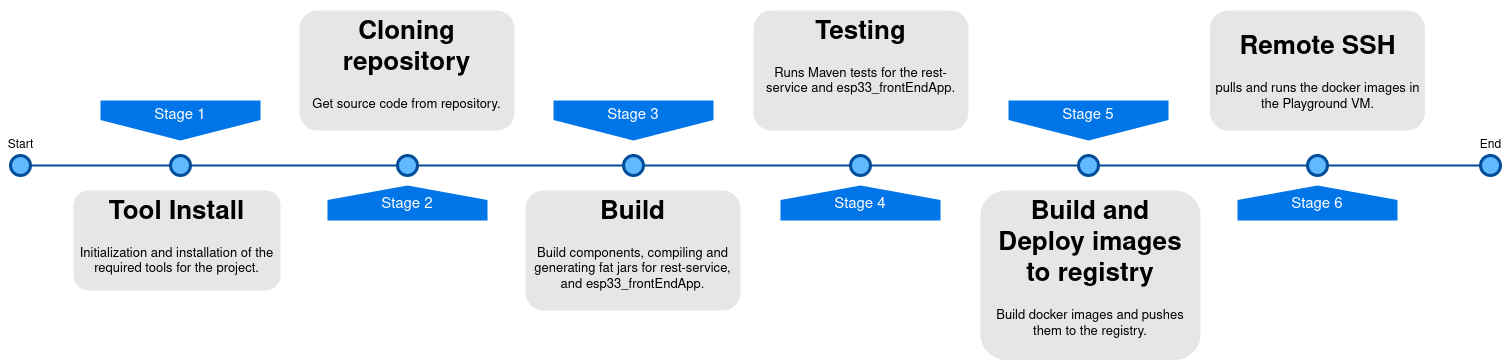 Start
Stage 1
Tool Install
Initialization and installation of the
required tools for the project.
Cloning
repository
Get source code from repository.
Stage 2
Stage 3
Build
Build components, compiling and
generating fat jars for rest-service,
and esp33_frontEndApp.
Testing
Runs Maven tests for the rest-
service and esp33_frontEndApp.
Stage 4
Stage 5
Build and
Deploy images
to registry
Build docker images and pushes
them to the registry.
Remote SSH
pulls and runs the docker images in
the Playground VM.
Stage 6
End